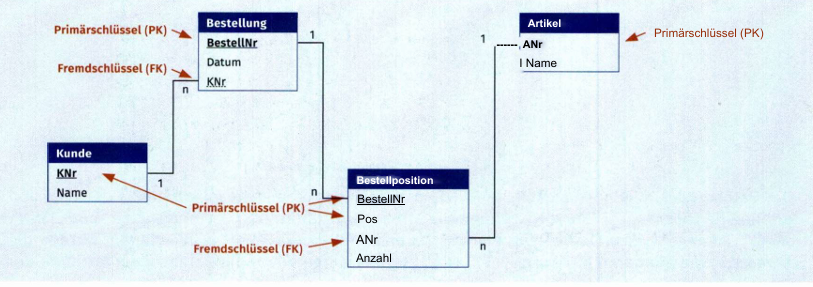 Bestellung
Primärschlüssel (PK)
BestellNr
Datum
Fremdschlüssel (FK)
KNr
1
n
Artikel
Primärschlüssel (PK)
1
ANr
l Name
Kunde
KNr
Name
1
Primärschlüssel (PK)
n
Bestellposition
BestellNr
Pos
Fremdschlüssel (FK)
ANr
Anzahl
n